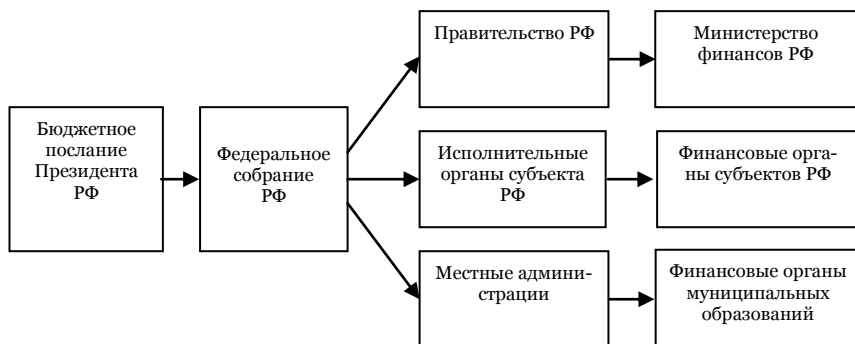 Бюджетное
послание
Президента
РФ
Федеральное
собрание
РФ
Правительство РФ
Министерство
финансов РФ
Исполнительные
органы субъекта
РФ
Финансовые орга-
ны субъектов РФ
Местные админи-
страции
Финансовые органы
муниципальных
образований